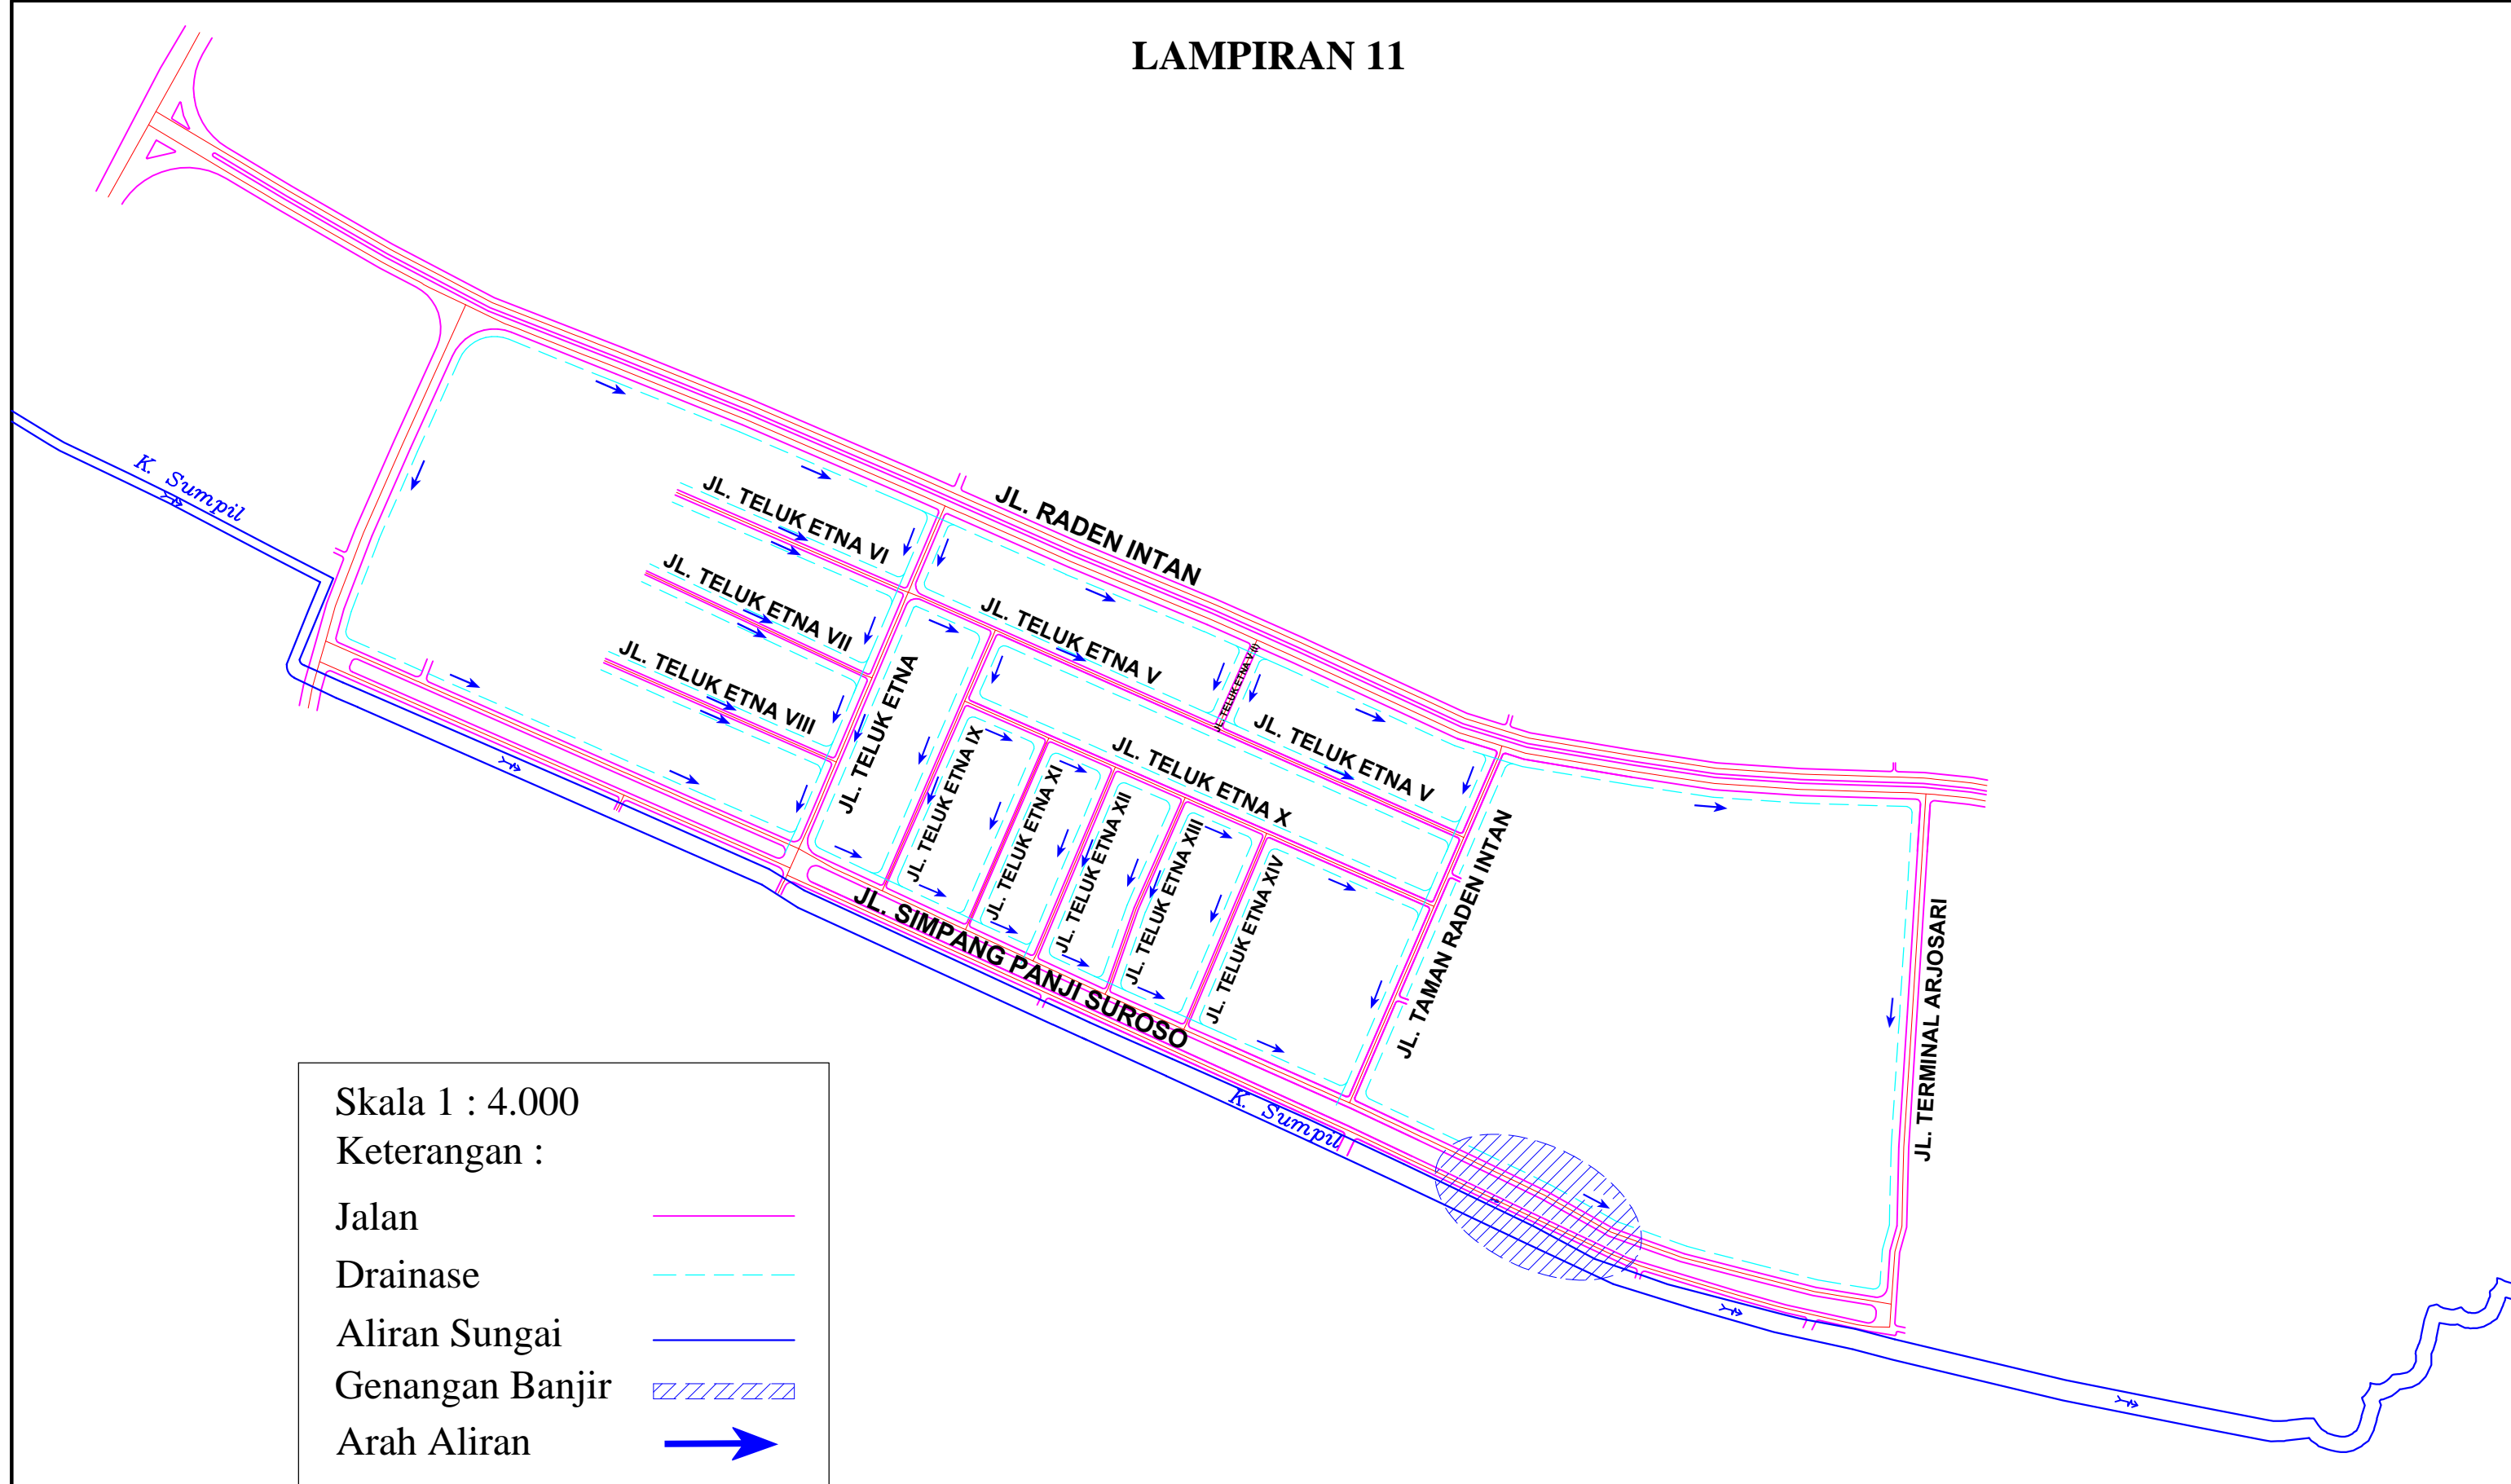 LAMPIRAN 11
K. Sumpil
JL. RADEN INTAN
JL. TELUK ETNA VI
JL. TELUK ETNA VII
JL. TELUK ETNA VIII
JL. TELUK ETNA
JL. TELUK ETNA V
JL. TELUK ETNA V
JL. TELUK ETNA X
JL. TELUK ETNA IX
JL. TELUK ETNA XI
JL. TELUK ETNA XII
JL. TELUK ETNA XIII
JL. TELUK ETNA XIV
JL. TAMAN RADEN INTAN
JL. TERMINAL ARJOSARI
JL. SIMPANG PANJI SUROSO
K. Sumpil
JL. TELUK ETNA V
Skala 1 : 4.000
Keterangan :
Jalan
Drainase
Aliran Sungai
Genangan Banjir
Arah Aliran